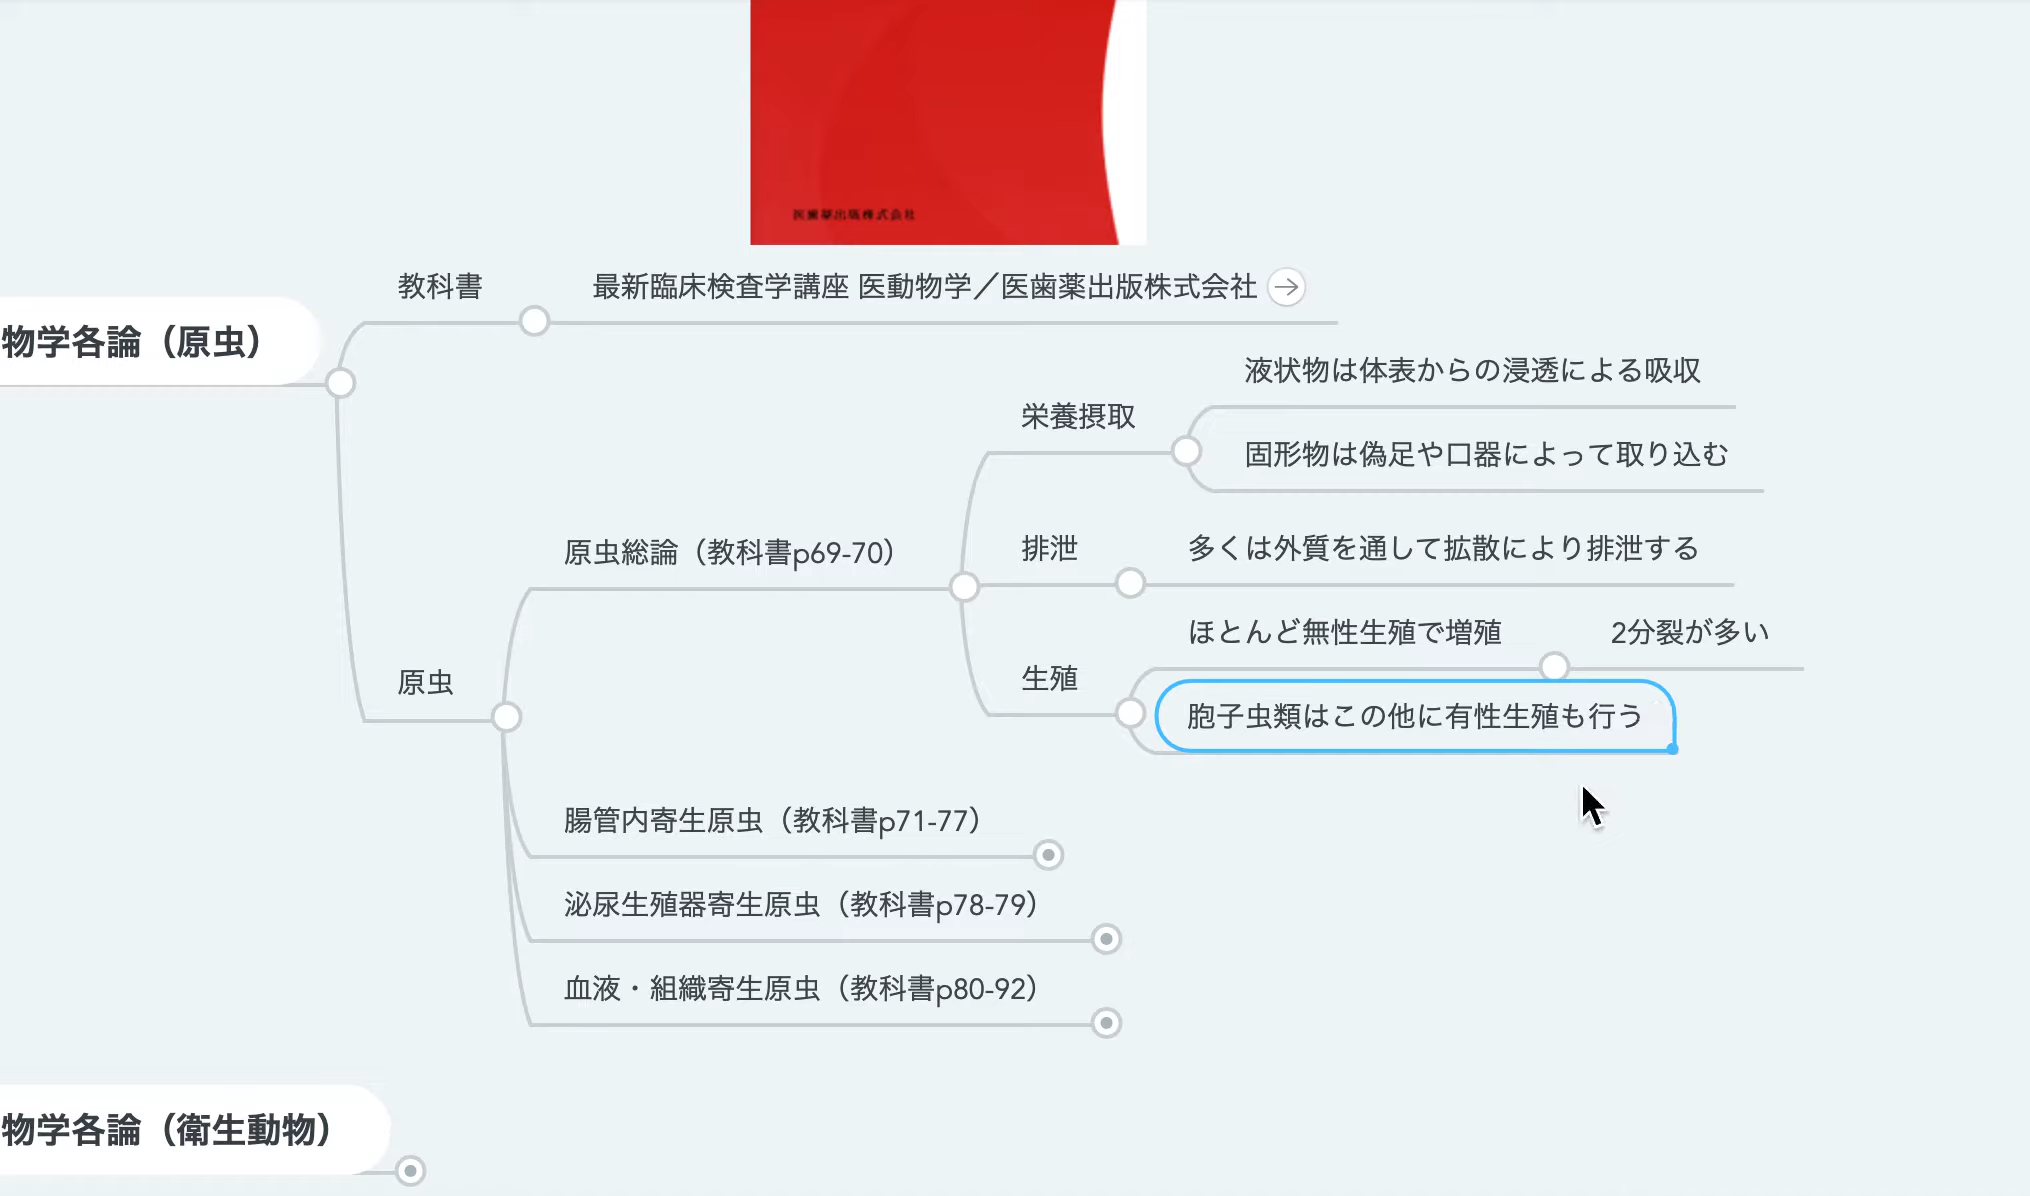 医歯薬出版株式会社
教科書
最新臨床検査学講座 医動物学／医歯薬出版株式会社
物学各論（原虫）
液状物は体表からの浸透による吸収
栄養摂取
固形物は偽足や口器によって取り込む
原虫総論（教科書p69-70）
排泄
多くは外質を通して拡散により排泄する
ほとんど無性生殖で増殖
2分裂が多い
生殖
胞子虫類はこの他に有性生殖も行う
原虫
腸管内寄生原虫（教科書p71-77）
泌尿生殖器寄生原虫（教科書p78-79）
血液・組織寄生原虫（教科書p80-92）
物学各論（衛生動物）